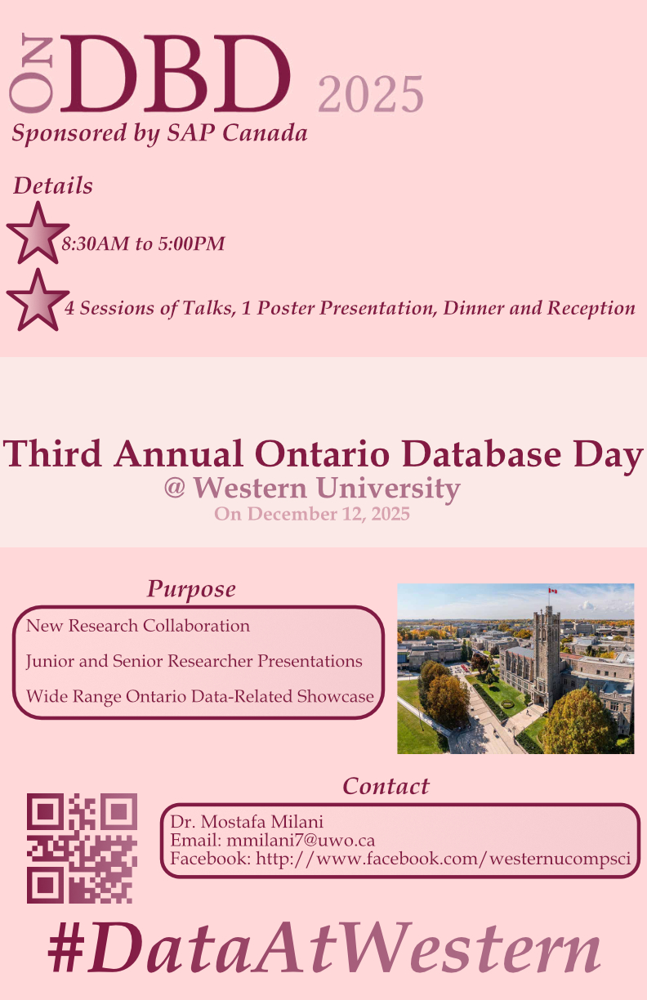 ON DBD 2025
Sponsored by SAP Canada
Details
8:30AM to 5:00PM
4 Sessions of Talks, 1 Poster Presentation, Dinner and Reception
Third Annual Ontario Database Day
@ Western University
On December 12, 2025
Purpose
New Research Collaboration
Junior and Senior Researcher Presentations
Wide Range Ontario Data-Related Showcase
Contact
Dr. Mostafa Milani
Email: mmilani7@uwo.ca
Facebook: http://www.facebook.com/westernucompsci
#DataAtWestern